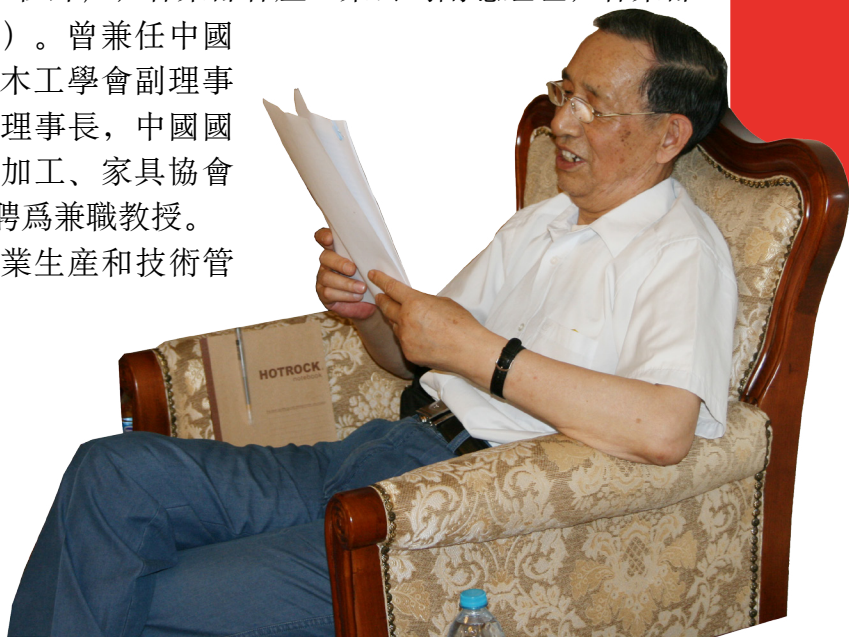 ）。曾兼任中國
木工學會副理事
理事長，中國國
加工、家具協會
聘爲兼職教授。
業生産和技術管
HOTROCK